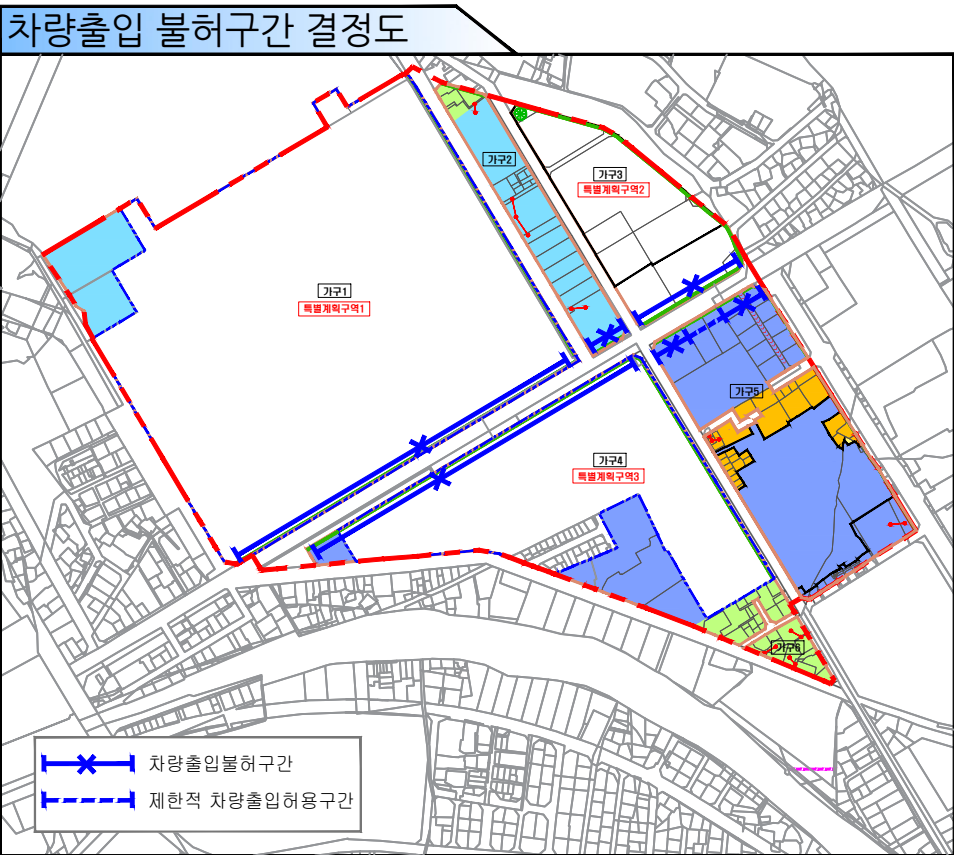 차량출입 불허구간 결정도
가구2
가구3
특별계획구역2
가구1
특별계획구역1
가구5
가구4
특별계획구역3
가구6
차량출입불허구간
제한적 차량출입허용구간